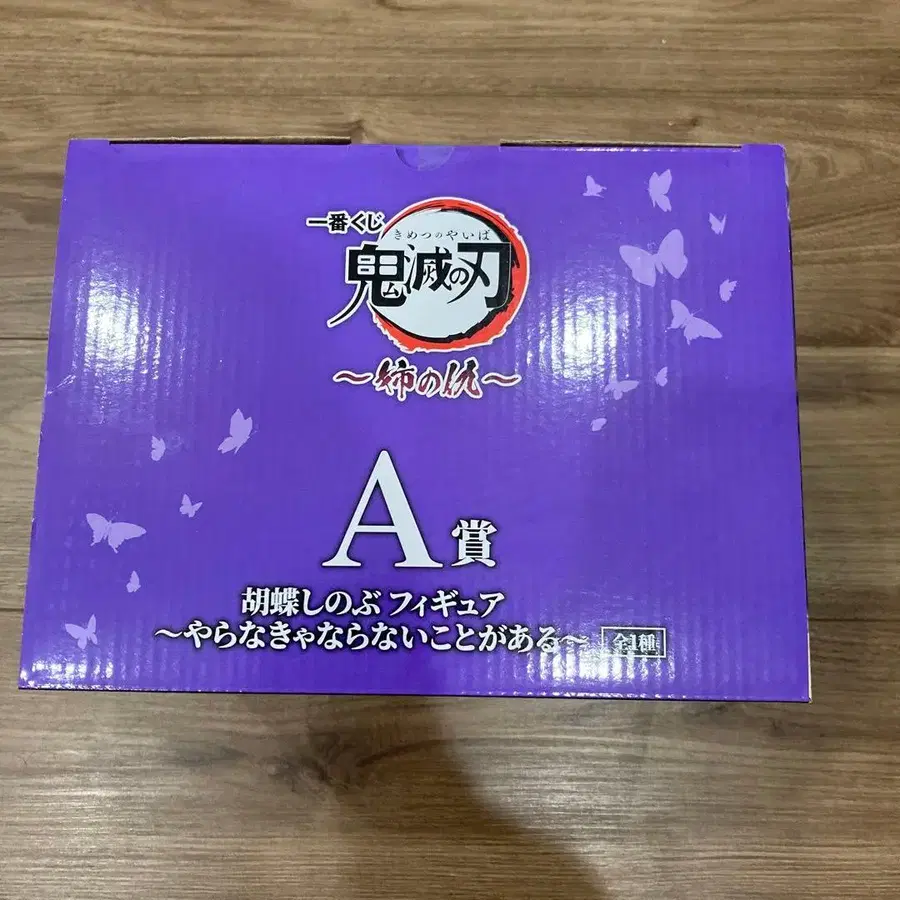 一番くじ
きめつのやいば
鬼滅の刃
～姉の仇～
A賞
胡蝶しのぶ フィギュア
～やらなきゃならないことがある～ 全1種